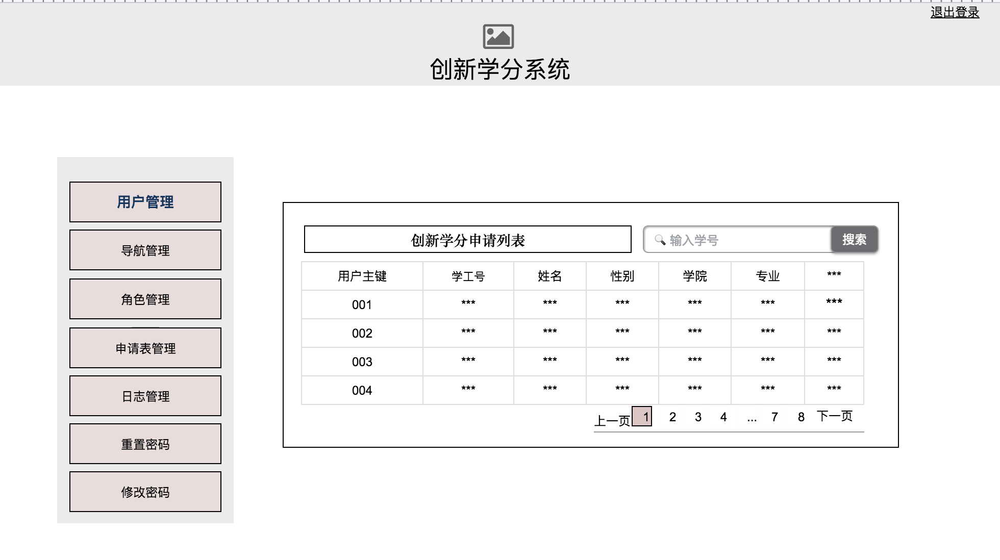 退出登录
创新学分系统
用户管理
导航管理
角色管理
申请表管理
日志管理
重置密码
修改密码
创新学分申请列表
输入学号 搜索
用户主键 学工号 姓名 性别 学院 专业 ***
001 *** *** *** *** *** ***
002 *** *** *** *** *** ***
003 *** *** *** *** *** ***
004 *** *** *** *** *** ***
上一页 1 2 3 4 ... 7 8 下一页